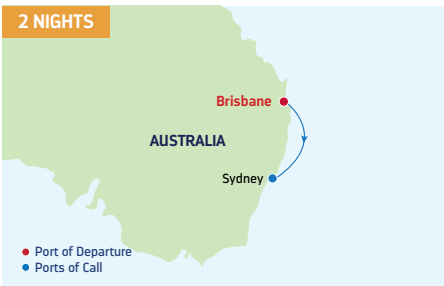 2 NIGHTS
Brisbane
AUSTRALIA
Sydney
Port of Departure
Ports of Call